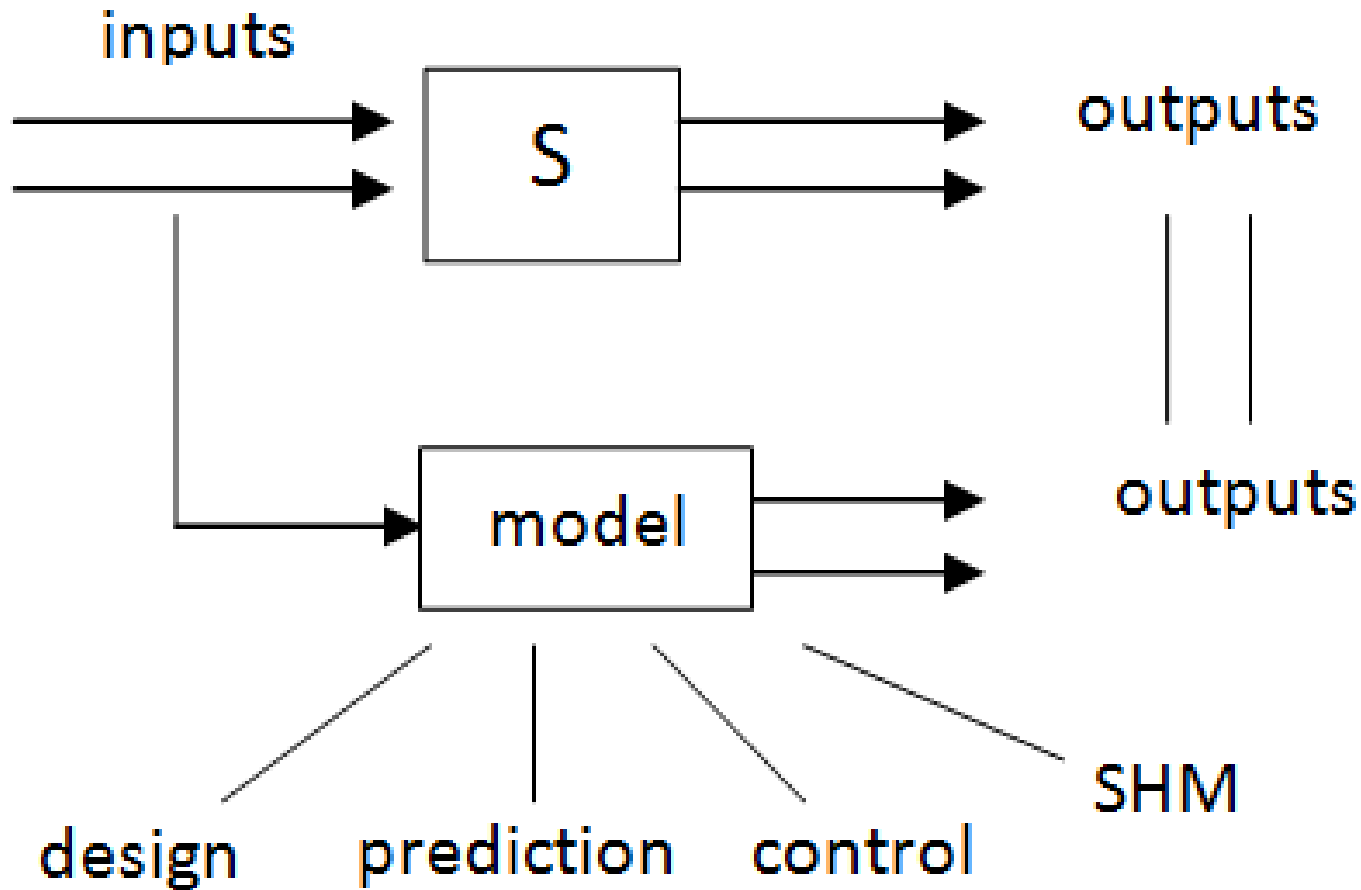 inputs
outputs
S
outputs
model
SHM
design
prediction
control